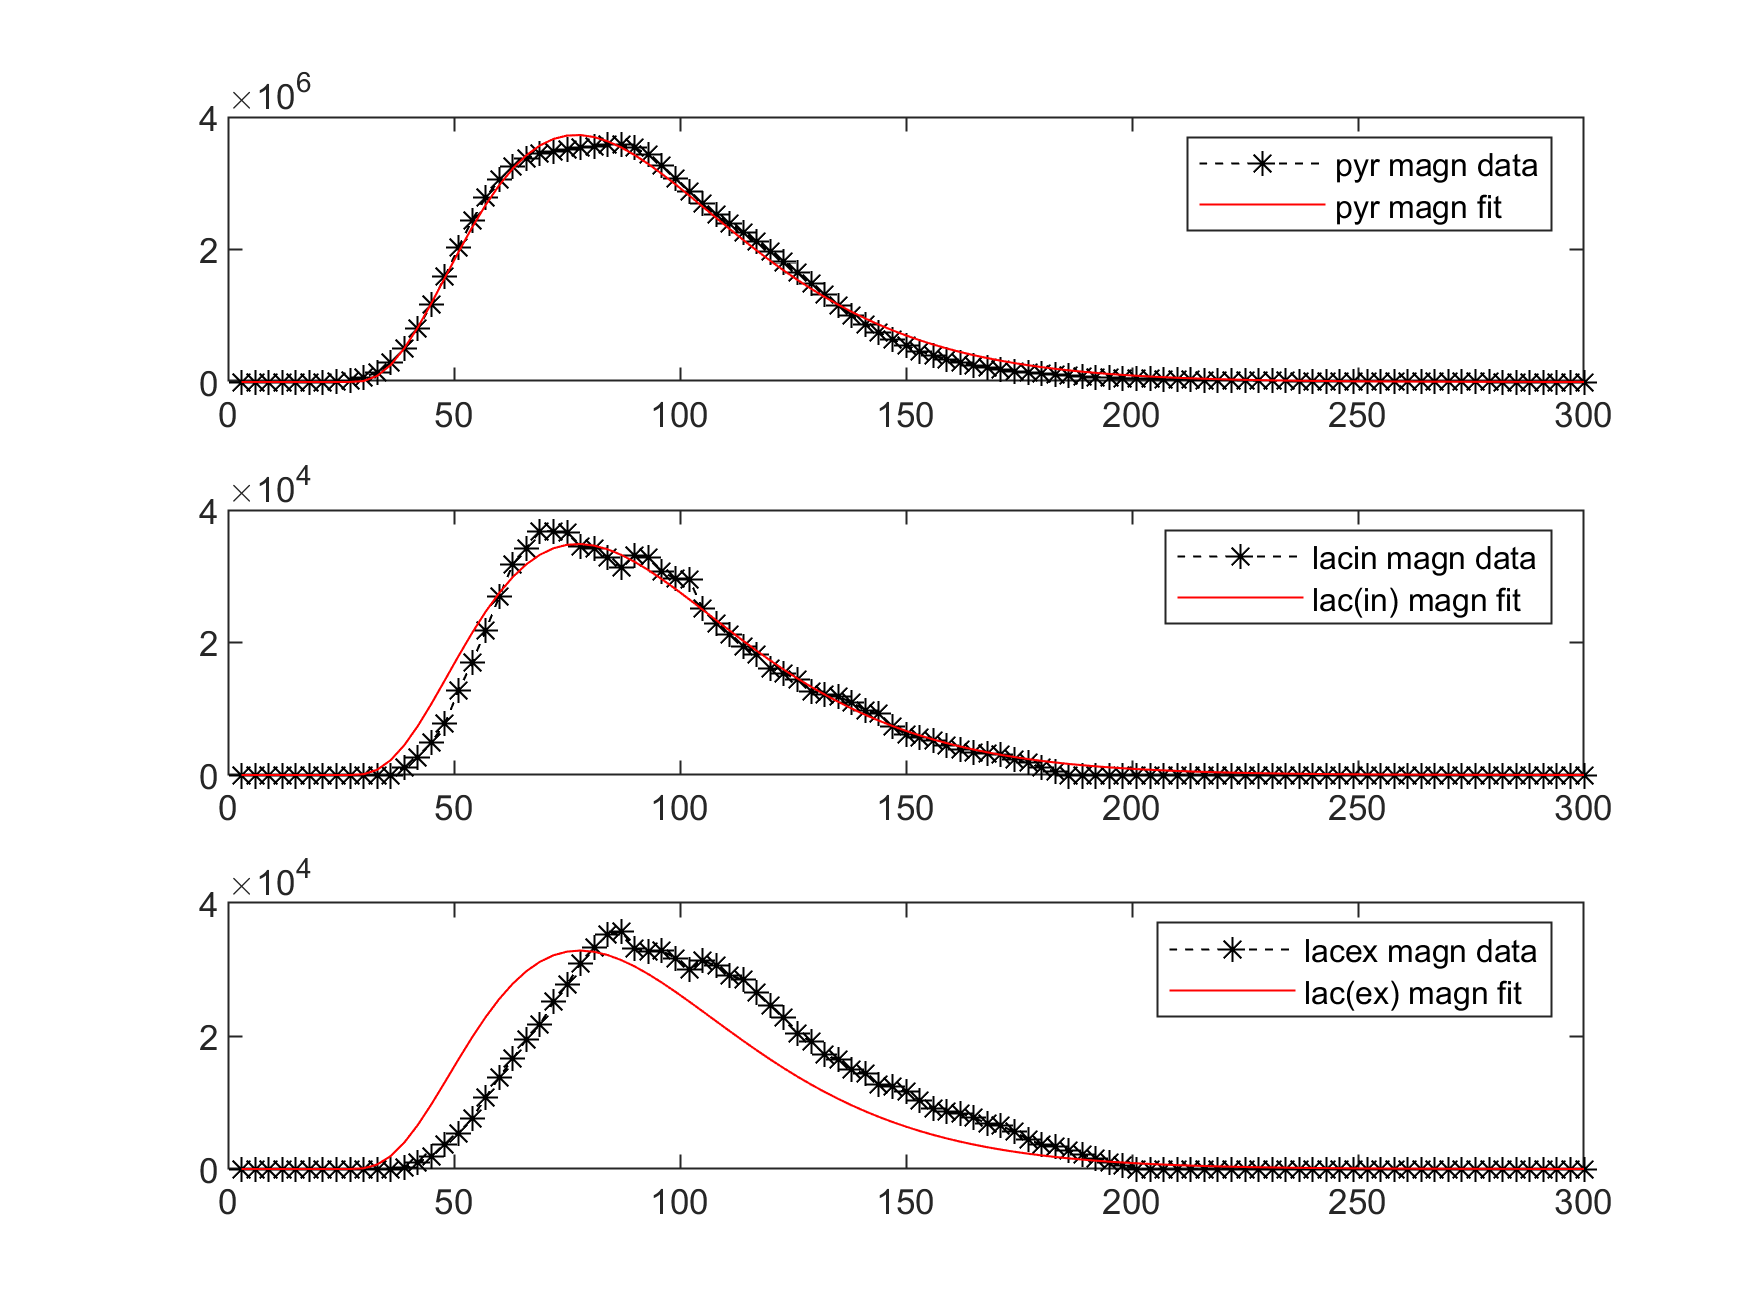 ×10^6
4
2
0
0 50 100 150 200 250 300
pyr magn data
pyr magn fit
×10^4
4
2
0
0 50 100 150 200 250 300
lacin magn data
lac(in) magn fit
×10^4
4
2
0
0 50 100 150 200 250 300
lacex magn data
lac(ex) magn fit